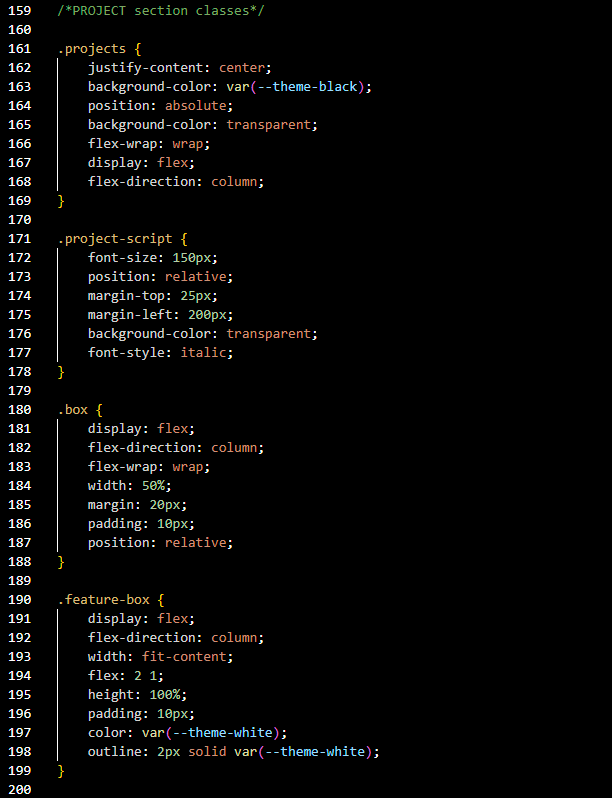 159 /*PROJECT section classes*/
160
161 .projects {
162 justify-content: center;
163 background-color: var(--theme-black);
164 position: absolute;
165 background-color: transparent;
166 flex-wrap: wrap;
167 display: flex;
168 flex-direction: column;
169 }
170
171 .project-script {
172 font-size: 150px;
173 position: relative;
174 margin-top: 25px;
175 margin-left: 200px;
176 background-color: transparent;
177 font-style: italic;
178 }
179
180 .box {
181 display: flex;
182 flex-direction: column;
183 flex-wrap: wrap;
184 width: 50%;
185 margin: 20px;
186 padding: 10px;
187 position: relative;
188 }
189
190 .feature-box {
191 display: flex;
192 flex-direction: column;
193 width: fit-content;
194 flex: 2 1;
195 height: 100%;
196 padding: 10px;
197 color: var(--theme-white);
198 outline: 2px solid var(--theme-white);
199 }
200